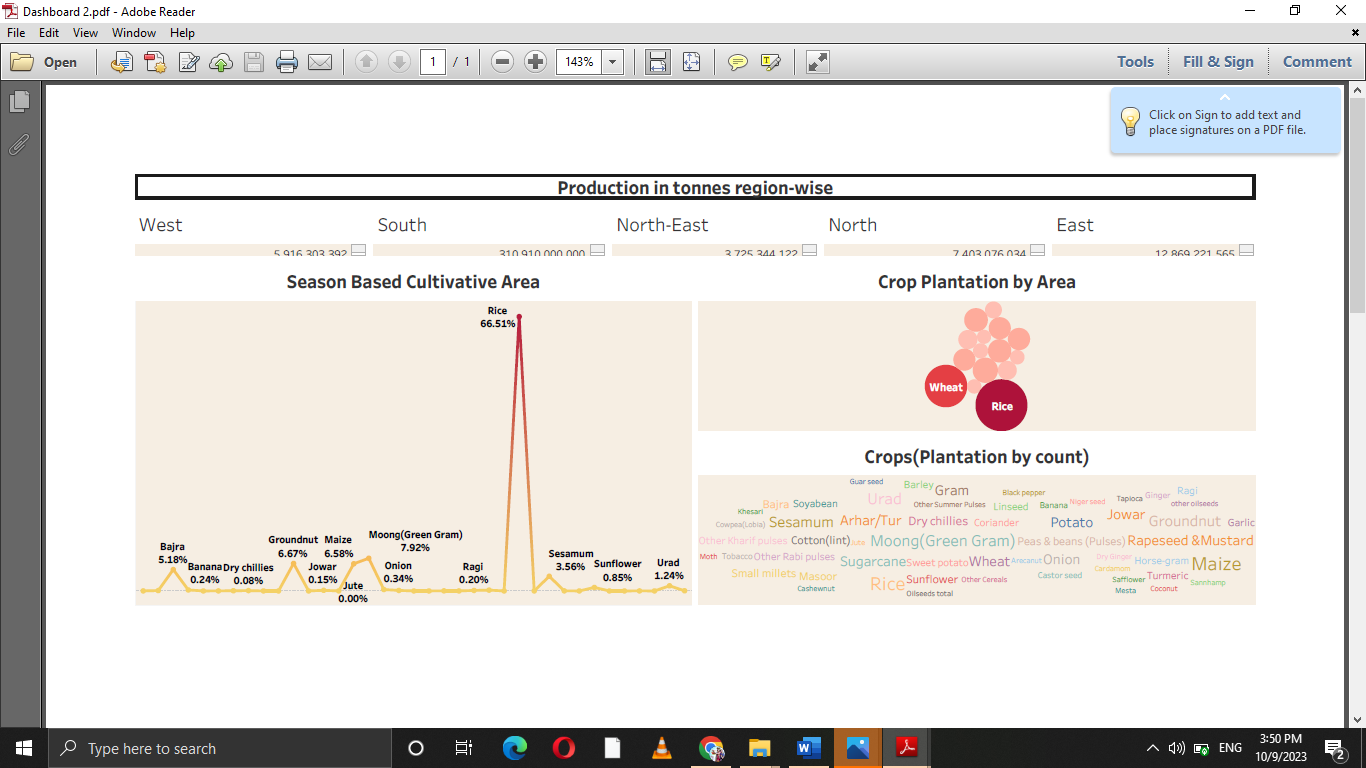 Dashboard 2.pdf - Adobe Reader
File Edit View Window Help
Open 1 / 1 143% Tools Fill & Sign Comment
Click on Sign to add text and
place signatures on a PDF file.
Production in tonnes region-wise
West South North-East North East
5,916,303,392 310,910,000,000 3,725,344,122 7,403,076,034 12,869,221,565
Season Based Cultivative Area
Rice
66.51%
Bajra
5.18%
Banana
0.24%
Dry chillies
0.08%
Groundnut
6.67%
Jowar
0.15%
Maize
6.58%
Jute
0.00%
Moong(Green Gram)
7.92%
Onion
0.34%
Ragi
0.20%
Sesamum
3.56%
Sunflower
0.85%
Urad
1.24%
Crop Plantation by Area
Wheat
Rice
Crops(Plantation by count)
Guar seed Barley Gram Black pepper Ragi
Urad Tapioca Ginger
Bajra Soyabean Other Summer Pulses Linseed Banana Niger seed other oilseeds
Khesari
Cowpea(Lobia) Sesamum Arhar/Tur Dry chillies Coriander Potato Jowar Groundnut Garlic
Other Kharif pulses Cotton(lint) Jute Moong(Green Gram) Peas & beans (Pulses) Rapeseed &Mustard
Moth Tobacco Other Rabi pulses Sugarcane Sweet potato Wheat Arecanut Onion Dry Ginger Horse-gram Maize
Small millets Masoor Cardamom
Rice Sunflower Other Cereals Castor seed Safflower Turmeric Sannhamp
Cashewnut Oilseeds total Mesta Coconut
Type here to search
ENG
3:50 PM
10/9/2023
2